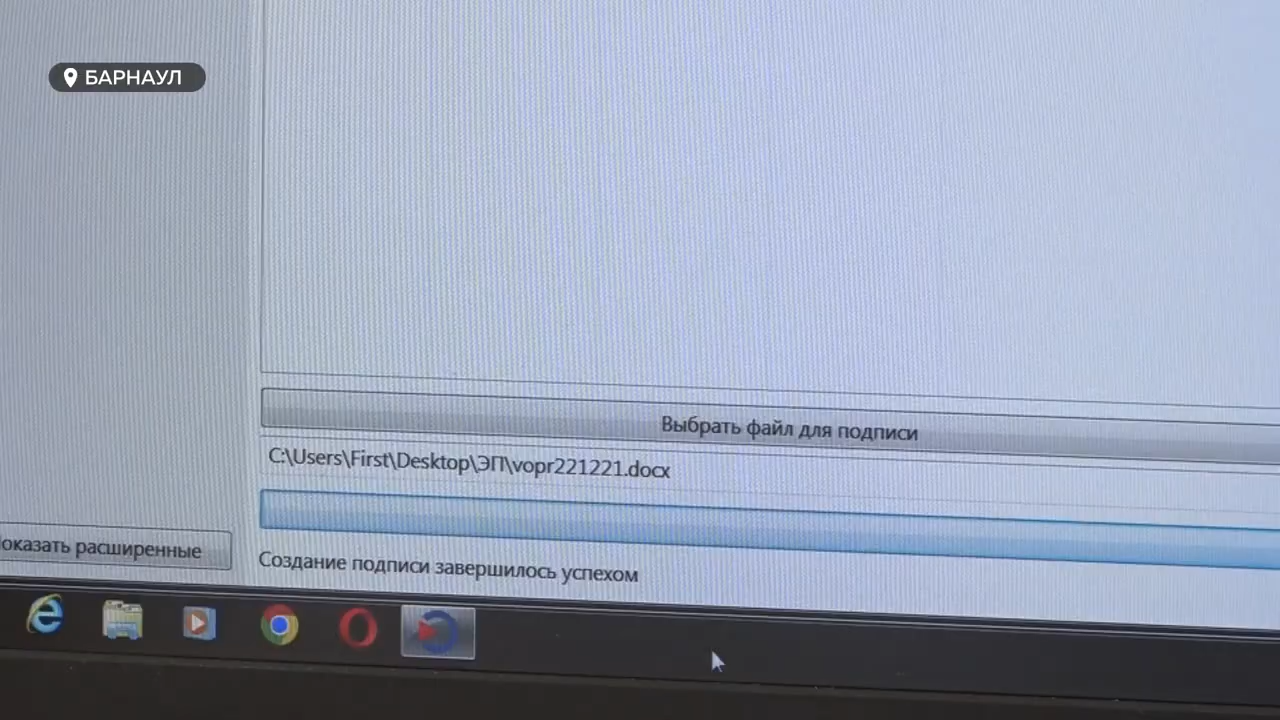 БАРНАУЛ
Выбрать файл для подписи
C:\Users\First\Desktop\ЭП\vopr221221.docx
оказать расширенные
Создание подписи завершилось успехом